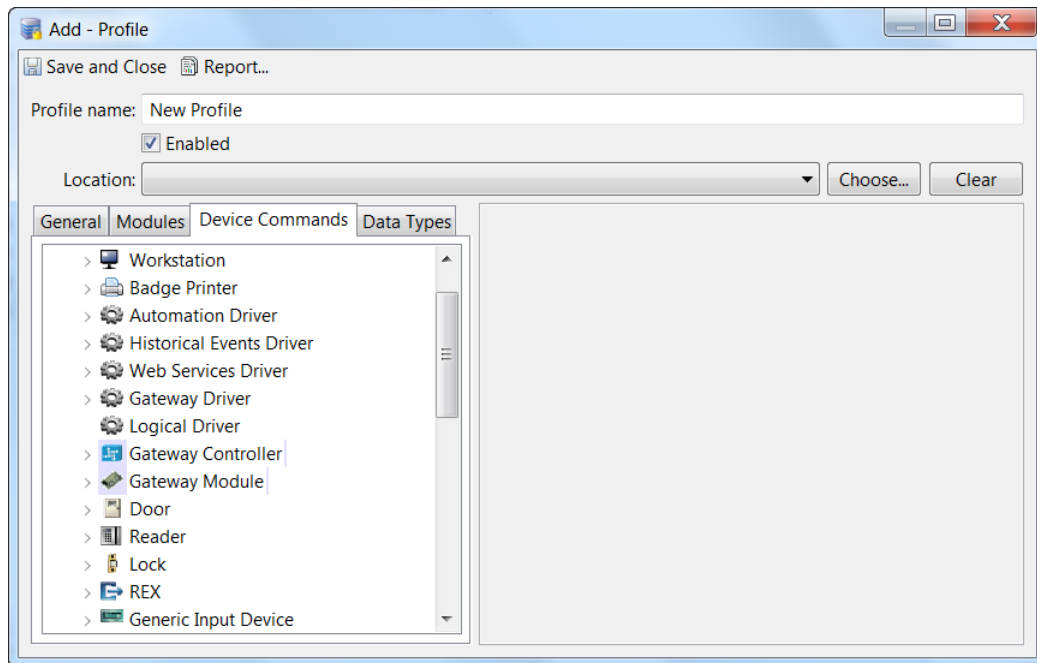 Add - Profile
Save and Close Report...
Profile name: New Profile
Enabled
Location: Choose... Clear
General Modules Device Commands Data Types
Workstation
Badge Printer
Automation Driver
Historical Events Driver
Web Services Driver
Gateway Driver
Logical Driver
Gateway Controller
Gateway Module
Door
Reader
Lock
REX
Generic Input Device